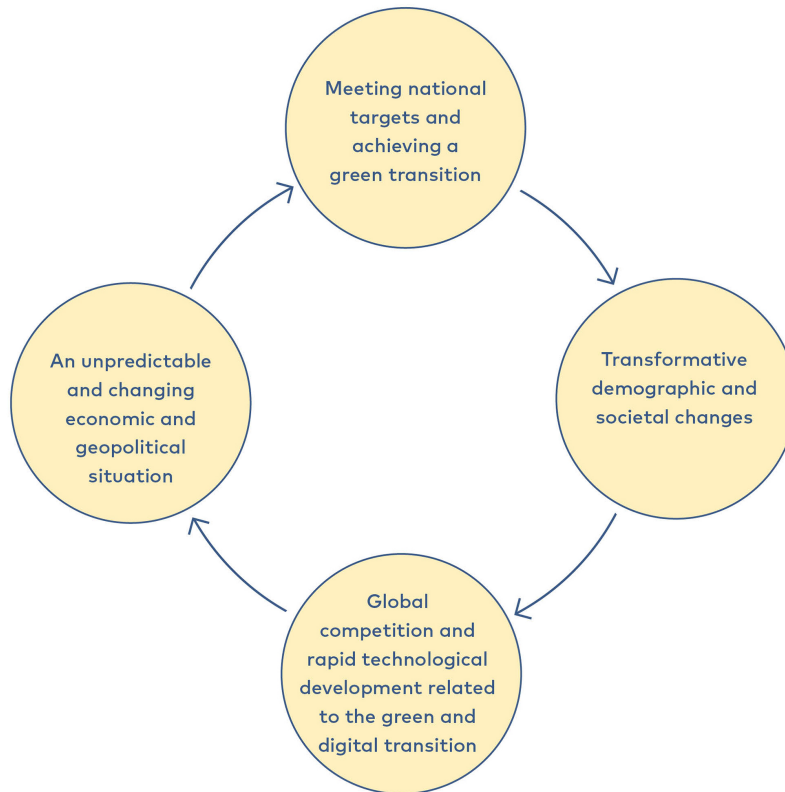 Meeting national
targets and
achieving a
green transition
An unpredictable
and changing
economic and
geopolitical
situation
Transformative
demographic and
societal changes
Global
competition and
rapid technological
development related
to the green and
digital transition